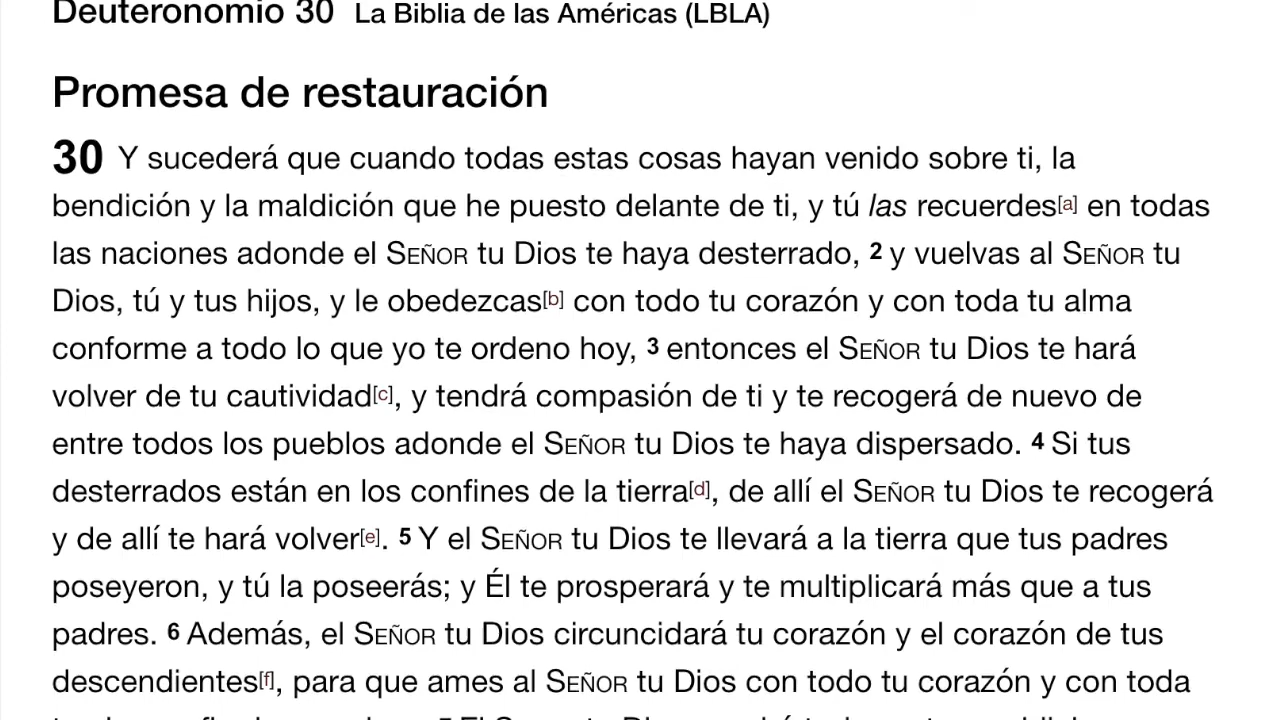 Deuteronomio 30 La Biblia de las Américas (LBLA)
Promesa de restauración
30 Y sucederá que cuando todas estas cosas hayan venido sobre ti, la
bendición y la maldición que he puesto delante de ti, y tú las recuerdes[a] en todas
las naciones adonde el SEÑOR tu Dios te haya desterrado, 2 y vuelvas al SEÑOR tu
Dios, tú y tus hijos, y le obedezcas[b] con todo tu corazón y con toda tu alma
conforme a todo lo que yo te ordeno hoy, 3 entonces el SEÑOR tu Dios te hará
volver de tu cautividad[c], y tendrá compasión de ti y te recogerá de nuevo de
entre todos los pueblos adonde el SEÑOR tu Dios te haya dispersado. 4 Si tus
desterrados están en los confines de la tierra[d], de allí el SEÑOR tu Dios te recogerá
y de allí te hará volver[e]. 5 Y el SEÑOR tu Dios te llevará a la tierra que tus padres
poseyeron, y tú la poseerás; y Él te prosperará y te multiplicará más que a tus
padres. 6 Además, el SEÑOR tu Dios circuncidará tu corazón y el corazón de tus
descendientes[f], para que ames al SEÑOR tu Dios con todo tu corazón y con toda